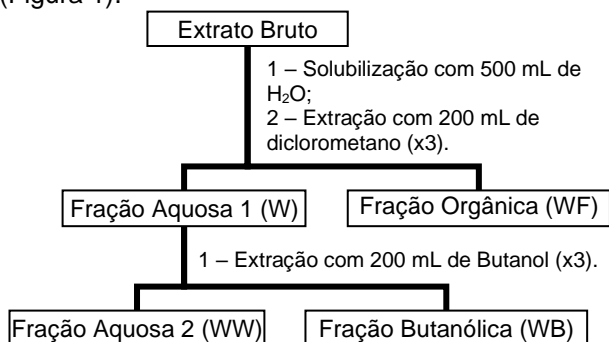 (Figura 1).
Extrato Bruto
1 – Solubilização com 500 mL de
H₂O;
2 – Extração com 200 mL de
diclorometano (x3).
Fração Aquosa 1 (W)
Fração Orgânica (WF)
1 – Extração com 200 mL de Butanol (x3).
Fração Aquosa 2 (WW)
Fração Butanólica (WB)